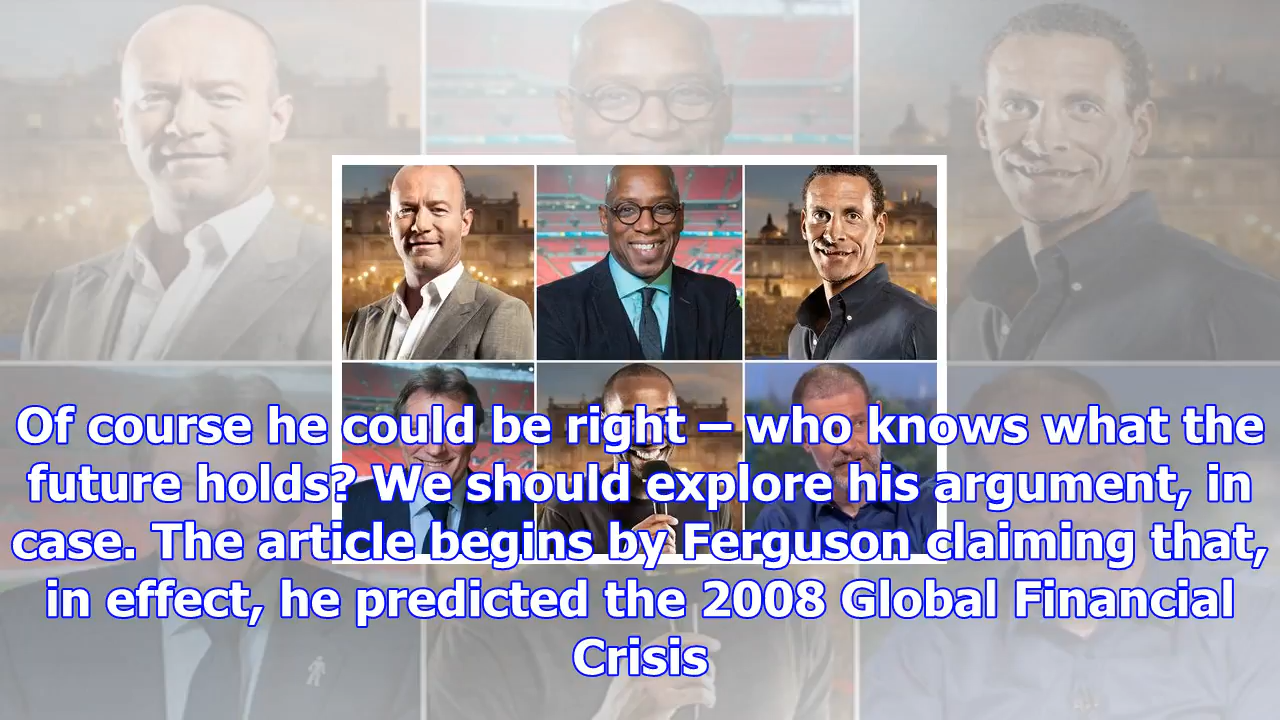 Of course he could be right – who knows what the
future holds? We should explore his argument, in
case. The article begins by Ferguson claiming that,
in effect, he predicted the 2008 Global Financial
Crisis